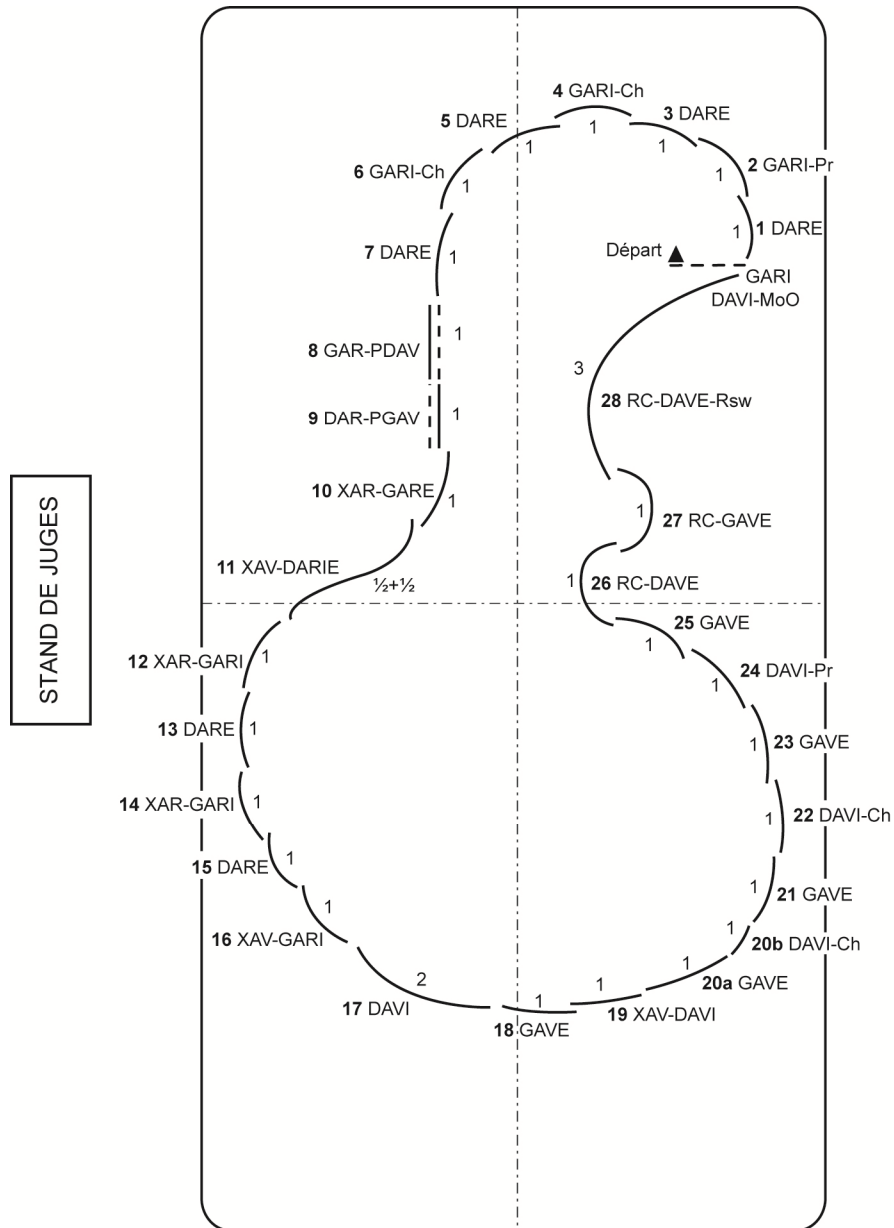 4 GARI-Ch
5 DARE
3 DARE
1
1
1
6 GARI-Ch
2 GARI-Pr
1
1
7 DARE
1 DARE
1
1
Départ
GARI
DAVI-MoO
8 GAR-PDAV
1
3
28 RC-DAVE-Rsw
9 DAR-PGAV
1
10 XAR-GARE
1
27 RC-GAVE
1
STAND DE JUGES
11 XAV-DARIE
½+½
26 RC-DAVE
1
25 GAVE
1
12 XAR-GARI
1
24 DAVI-Pr
1
13 DARE
1
23 GAVE
1
14 XAR-GARI
1
22 DAVI-Ch
1
15 DARE
1
21 GAVE
1
16 XAV-GARI
1
20b DAVI-Ch
1
17 DAVI
2
20a GAVE
1
18 GAVE
1
19 XAV-DAVI
1